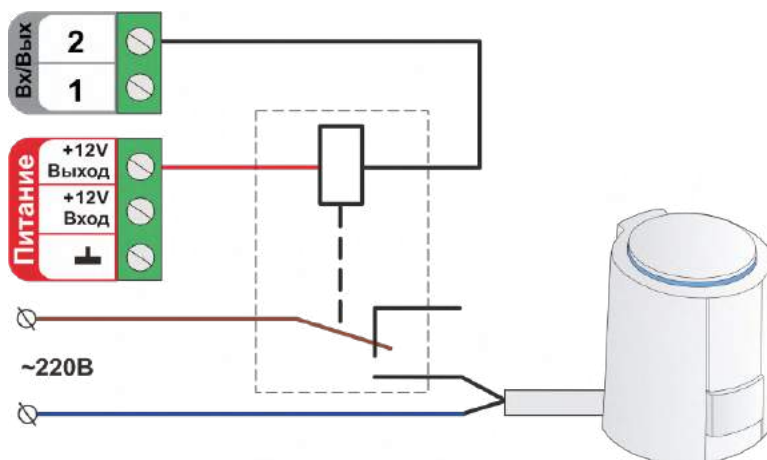 Вх/Вых
2
1
Питание
+12V
Выход
+12V
Вход
~220В